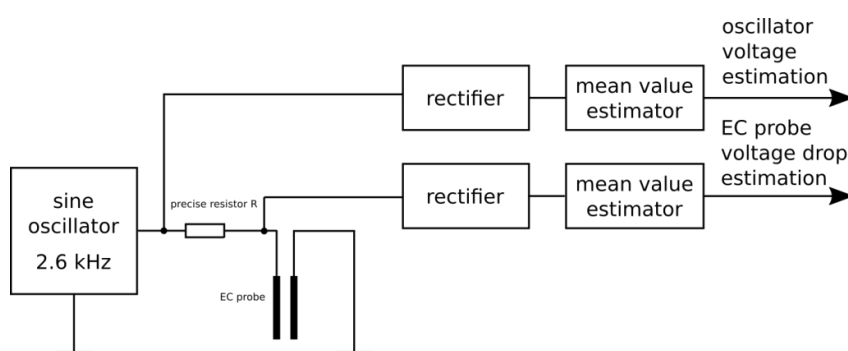 oscillator
voltage
estimation
rectifier
mean value
estimator
EC probe
voltage drop
estimation
rectifier
mean value
estimator
sine
oscillator
2.6 kHz
precise resistor R
EC probe